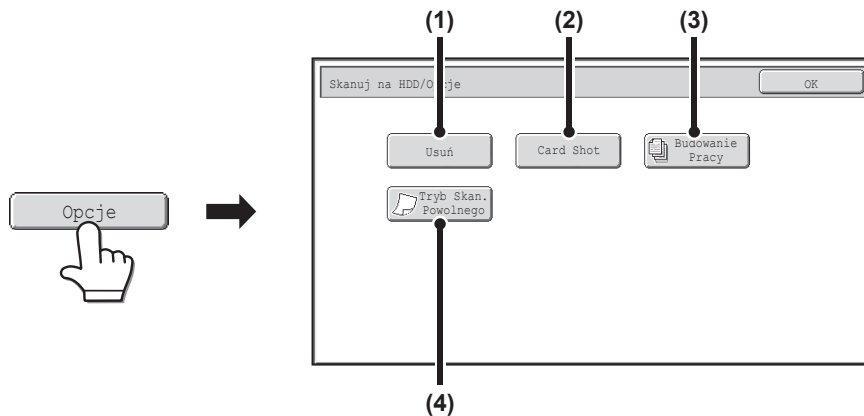 (1) (2) (3)
Skanuj na HDD/Opcje OK
Usuń Card Shot Budowanie
Pracy
Opcje
Tryb Skan.
Powolnego
(4)